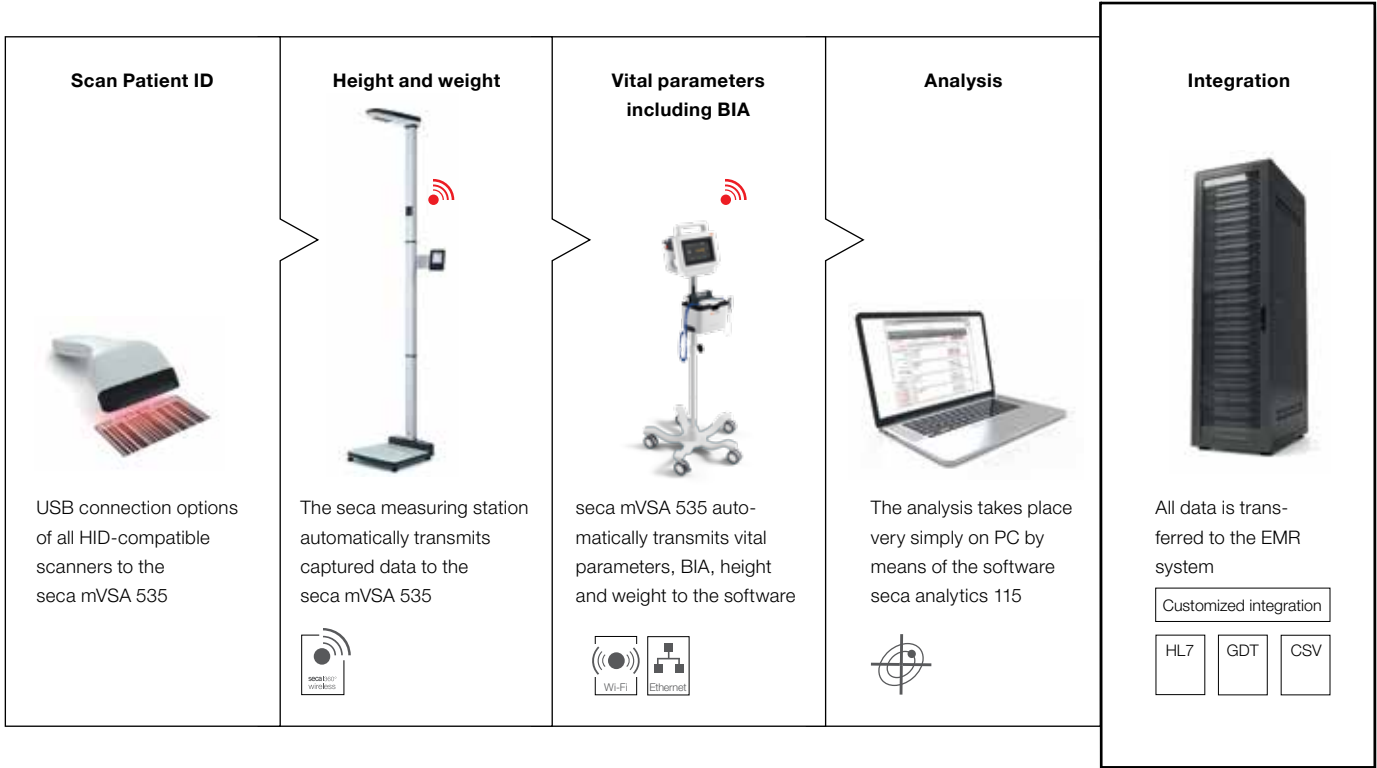 Scan Patient ID
USB connection options
of all HID-compatible
scanners to the
seca mVSA 535
Height and weight
The seca measuring station
automatically transmits
captured data to the
seca mVSA 535
seca 360°
wireless
Vital parameters
including BIA
seca mVSA 535 auto-
matically transmits vital
parameters, BIA, height
and weight to the software
Wi-Fi
Ethernet
Analysis
The analysis takes place
very simply on PC by
means of the software
seca analytics 115
Integration
All data is trans-
ferred to the EMR
system
Customized integration
HL7
GDT
CSV